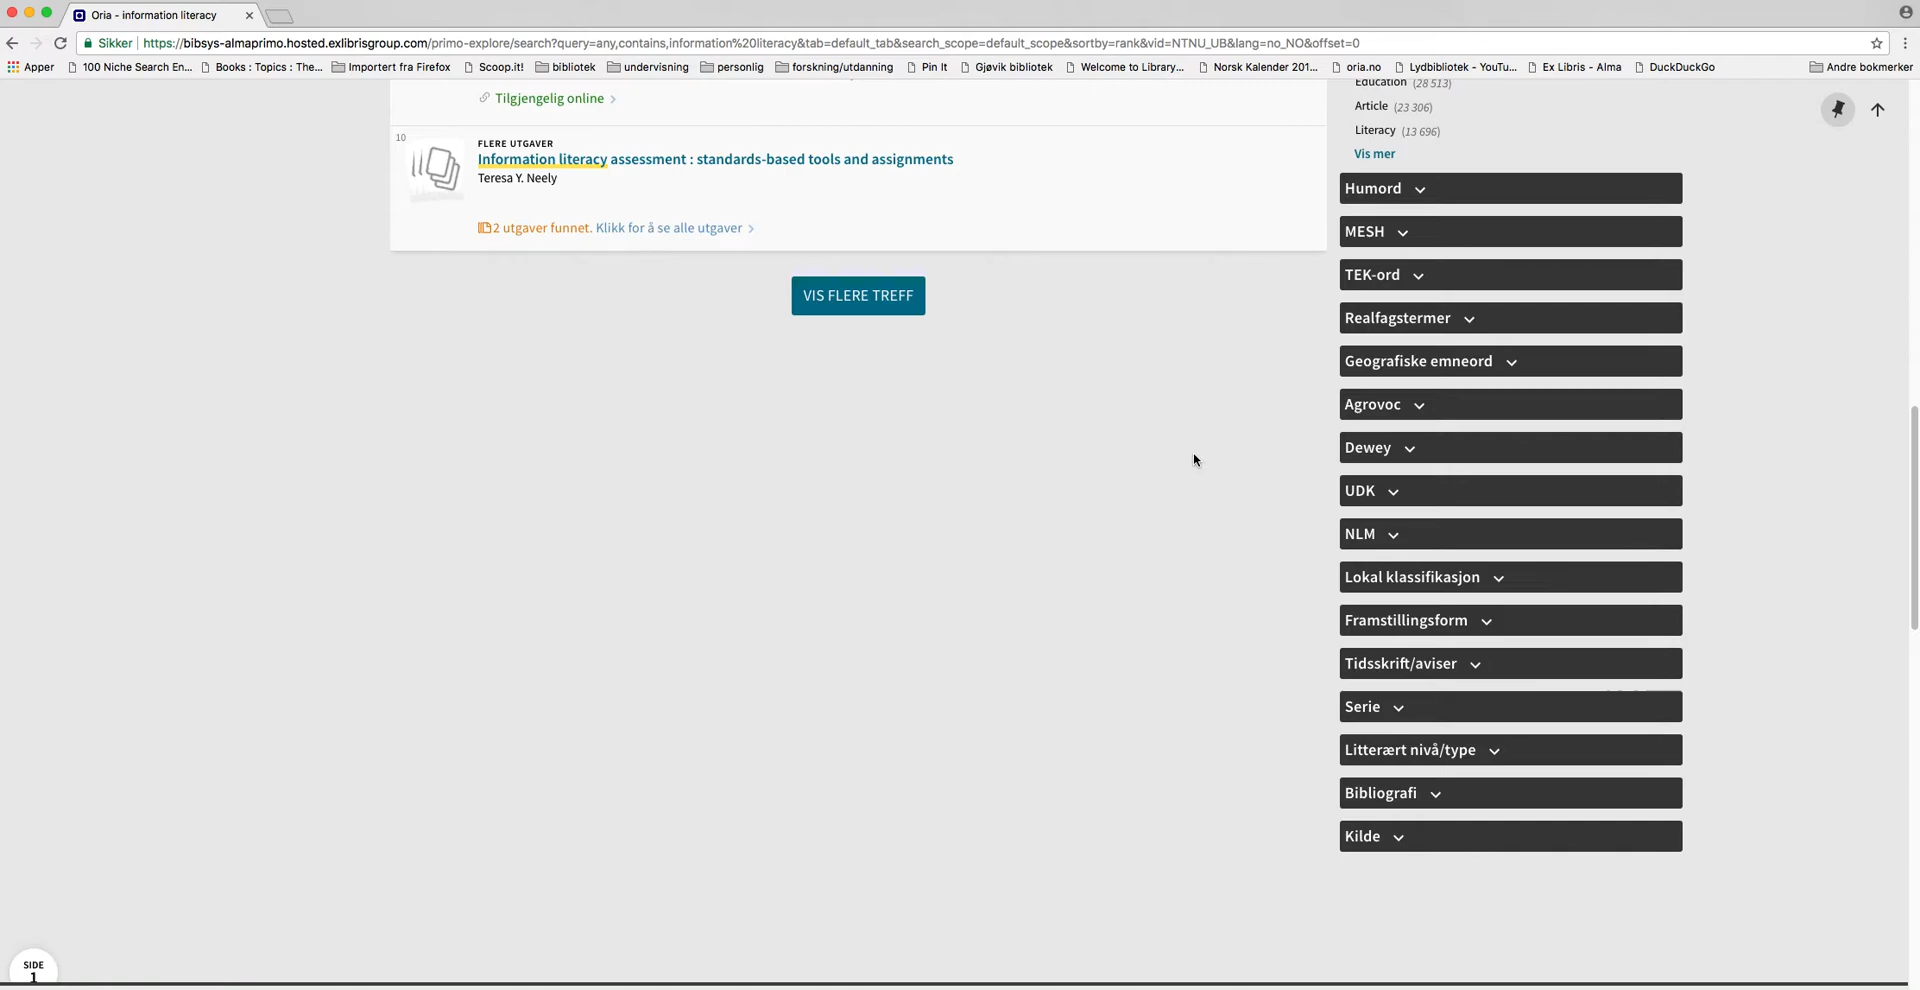 Oria - information literacy
Sikker
https://bibsys-almaprimo.hosted.exlibrisgroup.com/primo-explore/search?query=any,contains,information%20literacy&tab=default_tab&search_scope=default_scope&sortby=rank&vid=NTNU_UB&lang=no_NO&offset=0
Apper 100 Niche Search En... Books : Topics : The... Importert fra Firefox Scoop.it! bibliotek undervisning personlig forskning/utdanning Pin It Gjøvik bibliotek Welcome to Library... Norsk Kalender 201... oria.no Lydbibliotek - YouTu... Ex Libris - Alma DuckDuckGo Andre bokmerker
Tilgjengelig online
10
FLERE UTGAVER
Information literacy assessment : standards-based tools and assignments
Teresa Y. Neely
2 utgaver funnet. Klikk for å se alle utgaver
VIS FLERE TREFF
Education (28 513)
Article (23 306)
Literacy (13 696)
Vis mer
Humord
MESH
TEK-ord
Realfagstermer
Geografiske emneord
Agrovoc
Dewey
UDK
NLM
Lokal klassifikasjon
Framstillingsform
Tidsskrift/aviser
Serie
Litterært nivå/type
Bibliografi
Kilde
SIDE
1